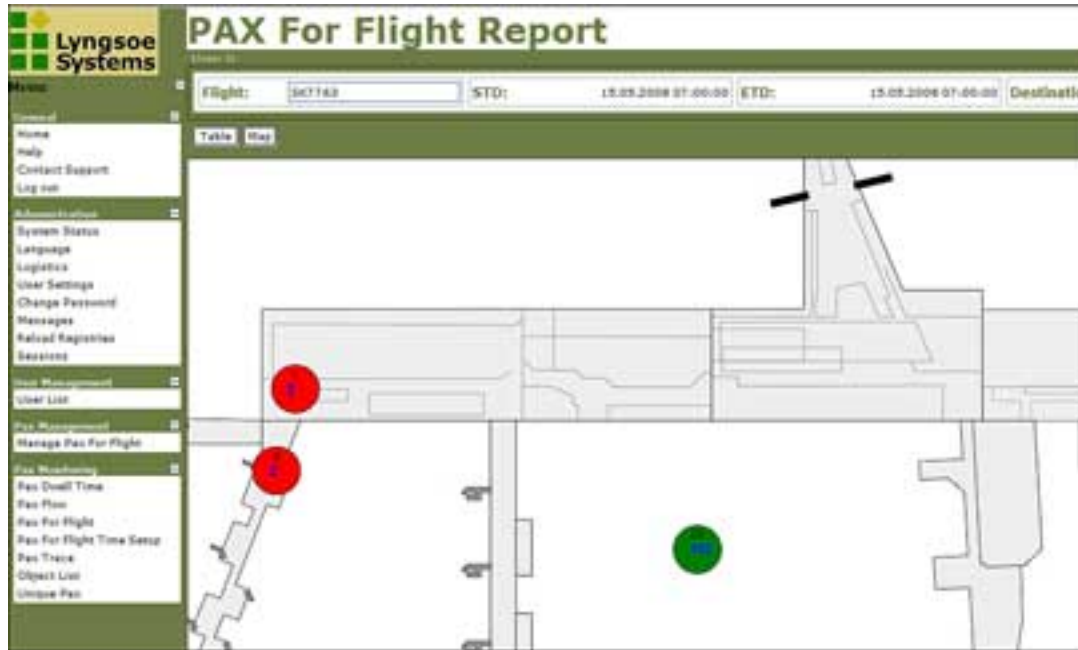 Lyngsoe
Systems
PAX For Flight Report
Menu
Flight: SK7763 STD: 15.05.2008 07:00:00 ETD: 15.05.2008 07:00:00 Destinati
Table Map
General
Home
Help
Contact Support
Log out
Administration
System Status
Language
Logistics
User Settings
Change Password
Messages
Reload Registries
Sessions
User Management
User List
Pax Management
Manage Pax For Flight
Pax Monitoring
Pax Dwell Time
Pax Flow
Pax For Flight
Pax For Flight Time Setup
Pax Trace
Object List
Unique Pax